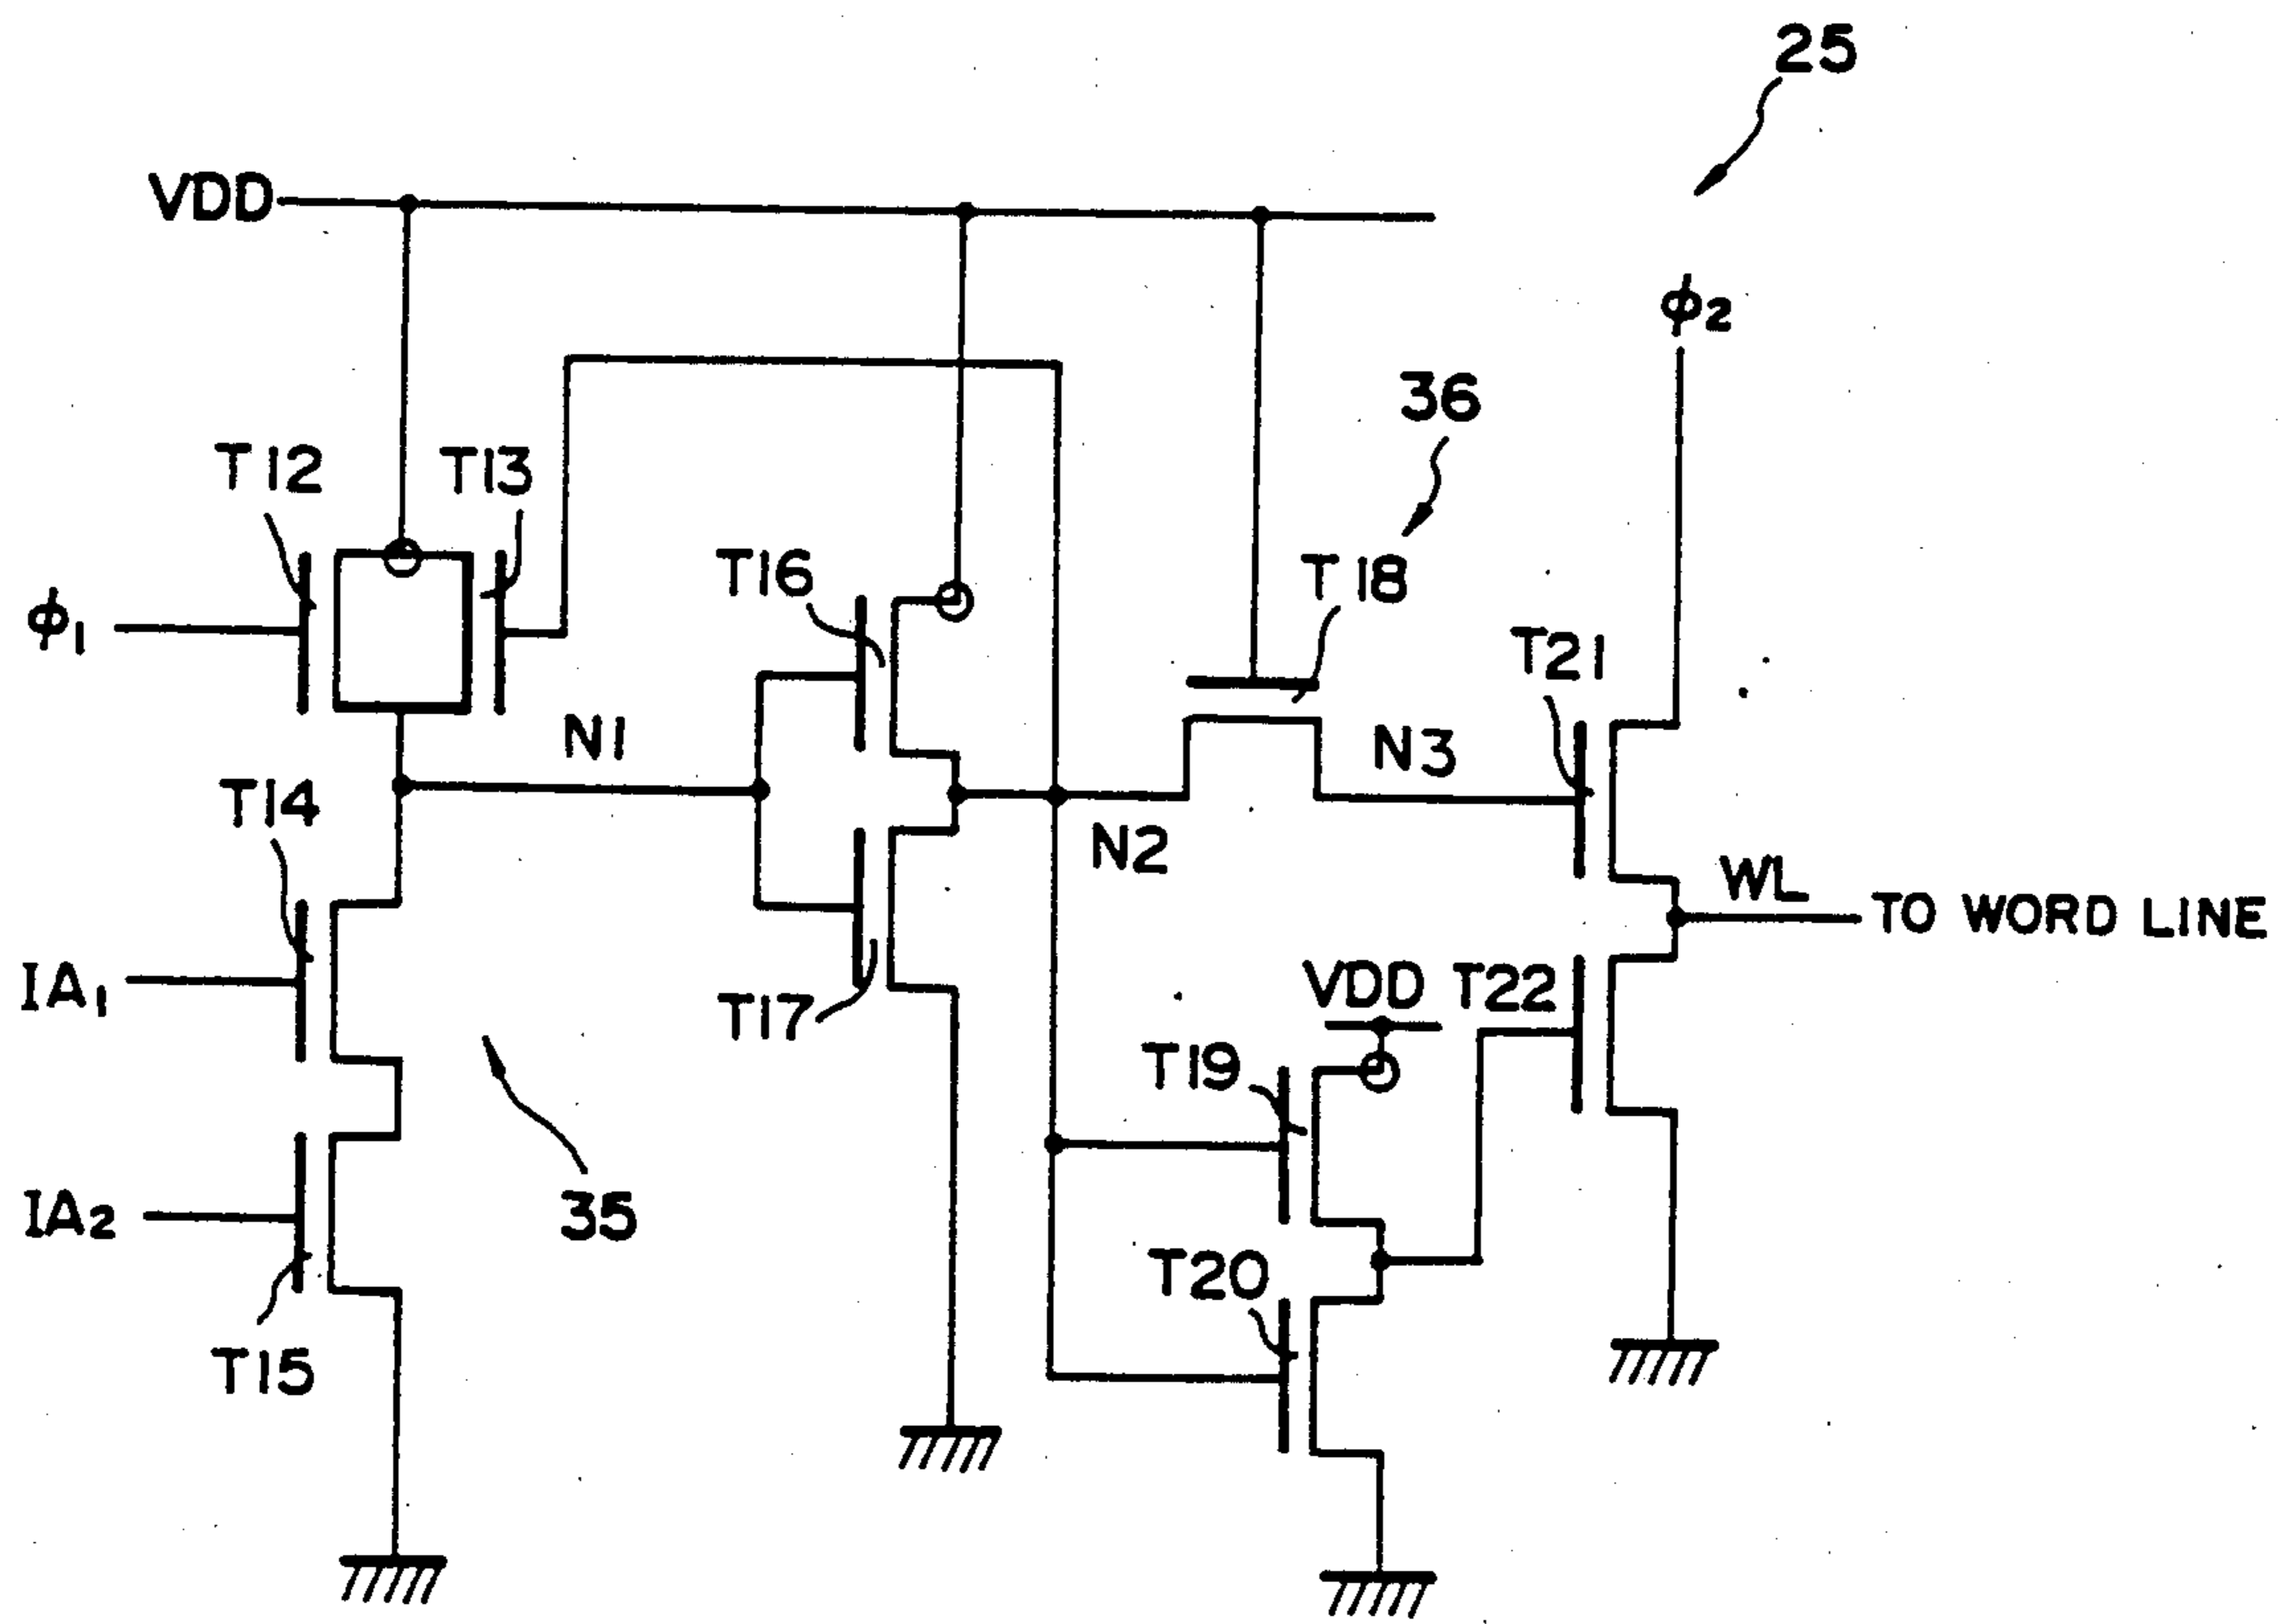 25
VDD
ϕ2
36
T12
T13
T16
T18
ϕ1
T21
N1
N3
T14
N2
WL
TO WORD LINE
IA1
T17
VDD
T22
T19
35
IA2
T20
T15